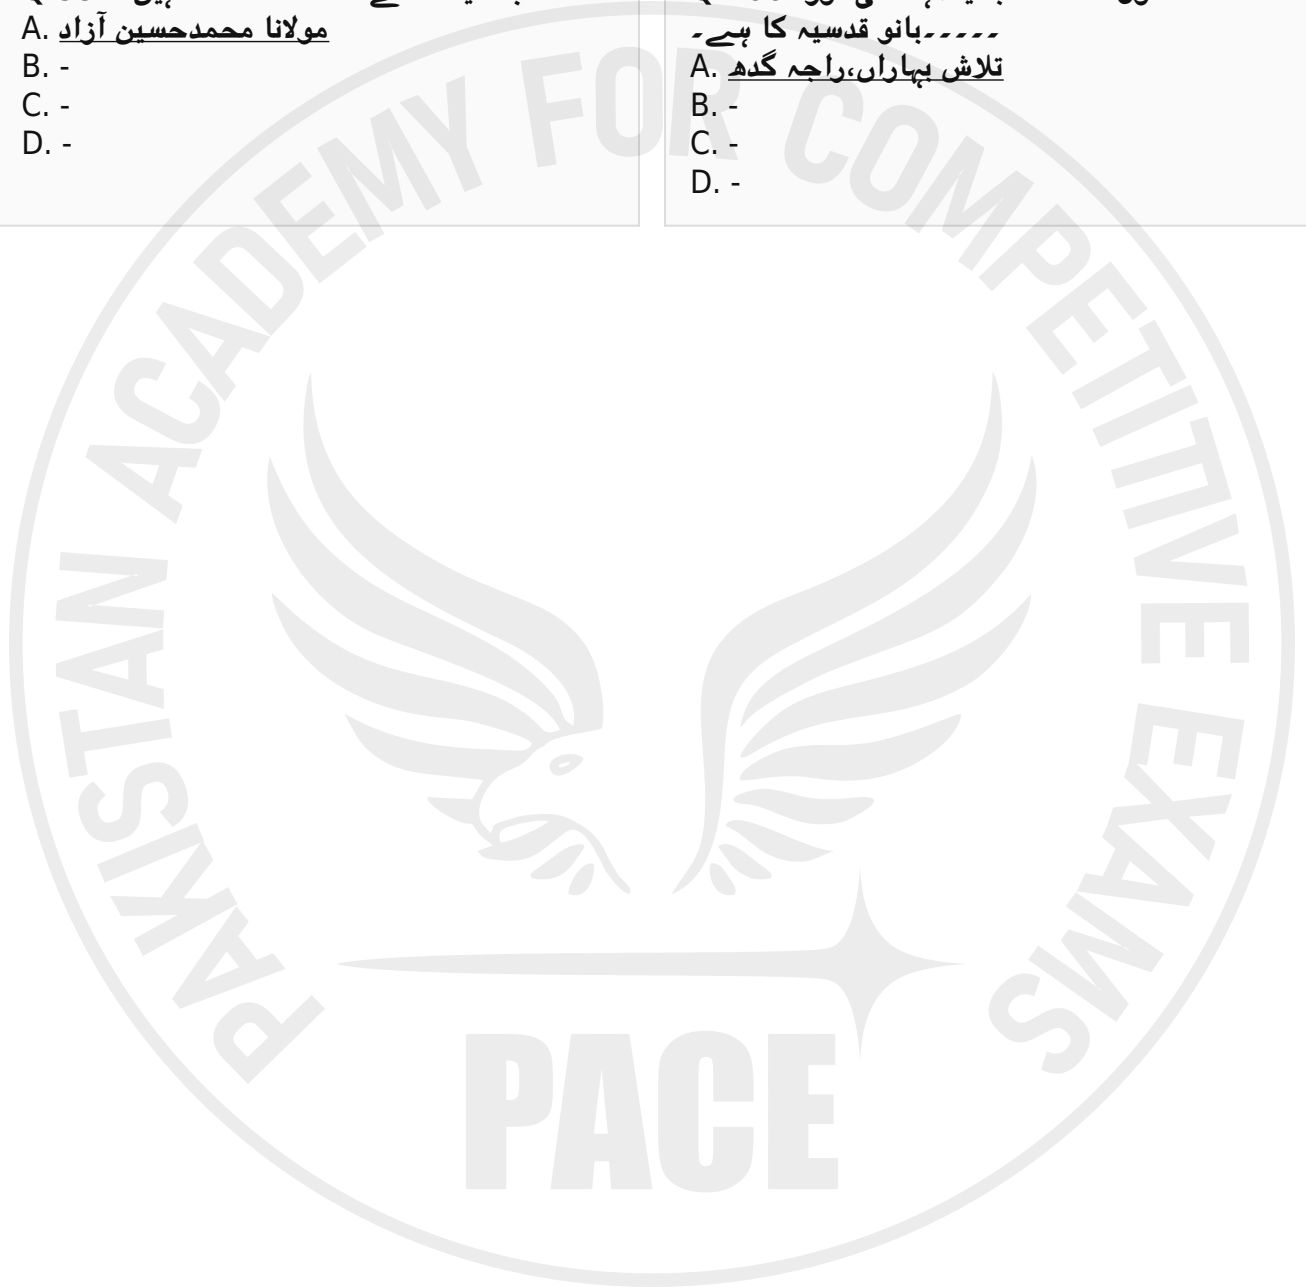 A. مولانا محمدحسین آزاد
B. -
C. -
D. -
۔۔۔۔۔بانو قدسیہ کا ہے۔
A. تلاش بہاراں،راجہ گدھ
B. -
C. -
D. -
PAKISTAN ACADEMY FOR COMPETITIVE EXAMS
PACE